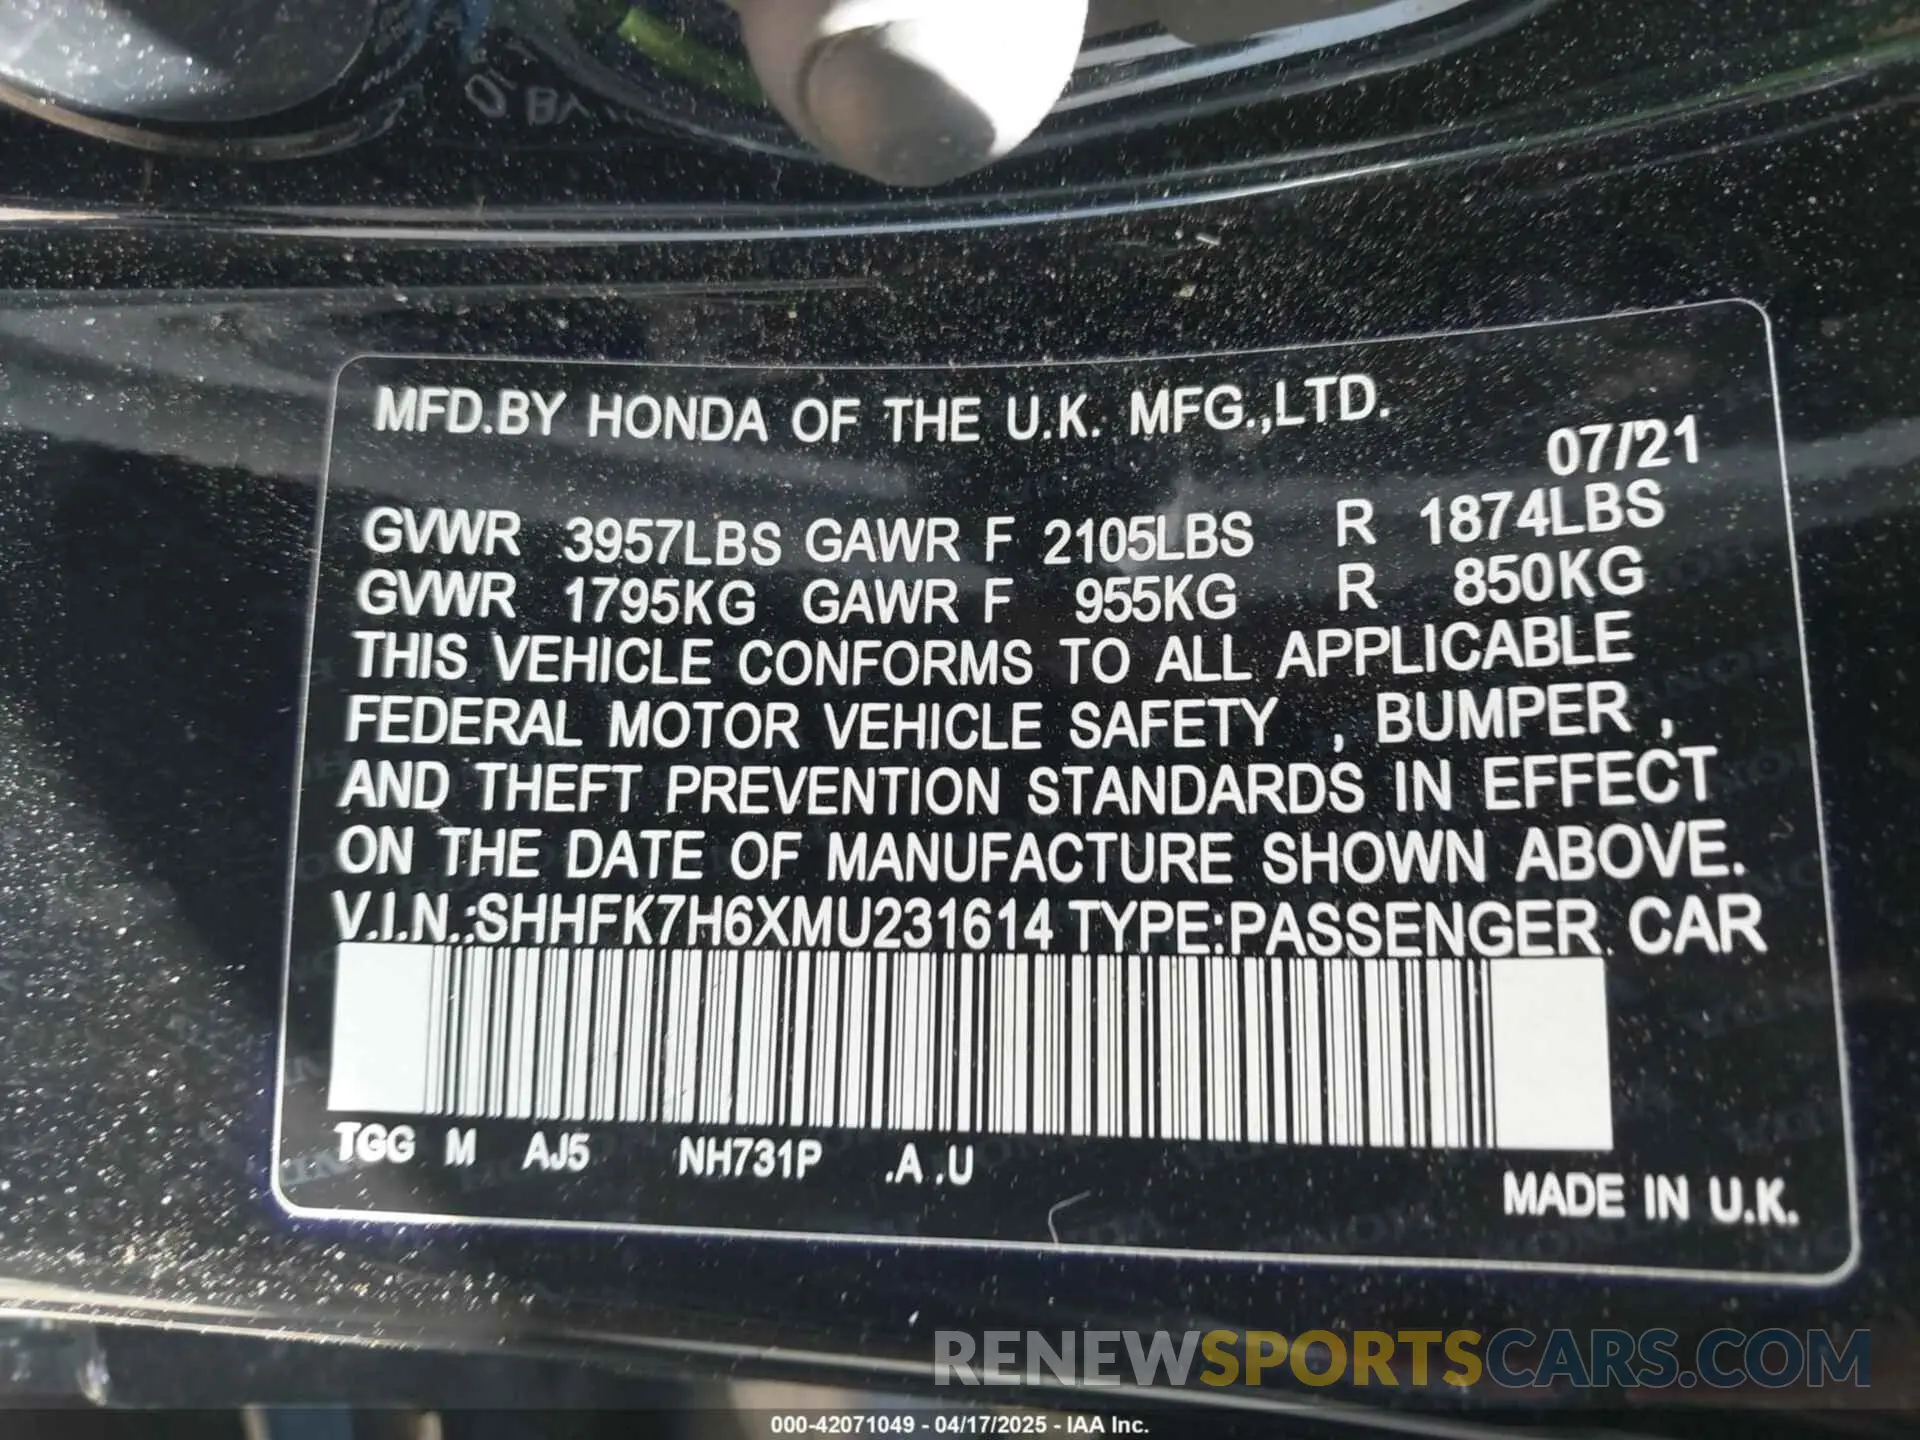 MFD.BY HONDA OF THE U.K. MFG.,LTD.
07/'21
GVWR 3957LBS GAWR F 2105LBS R 1874LBS
GVWR 1795KG GAWR F 955KG R 850KG
THIS VEHICLE CONFORMS TO ALL APPLICABLE
FEDERAL MOTOR VEHICLE SAFETY , BUMPER ,
AND THEFT PREVENTION STANDARDS IN EFFECT
ON THE DATE OF MANUFACTURE SHOWN ABOVE.
V.I.N.:SHHFK7H6XMU231614 TYPE:PASSENGER CAR
TGG M AJ5 NH731P .A .U
MADE IN U.K.
RENEWSPORTSCARS.COM
000-42071049 - 04/17/2025 - IAA Inc.